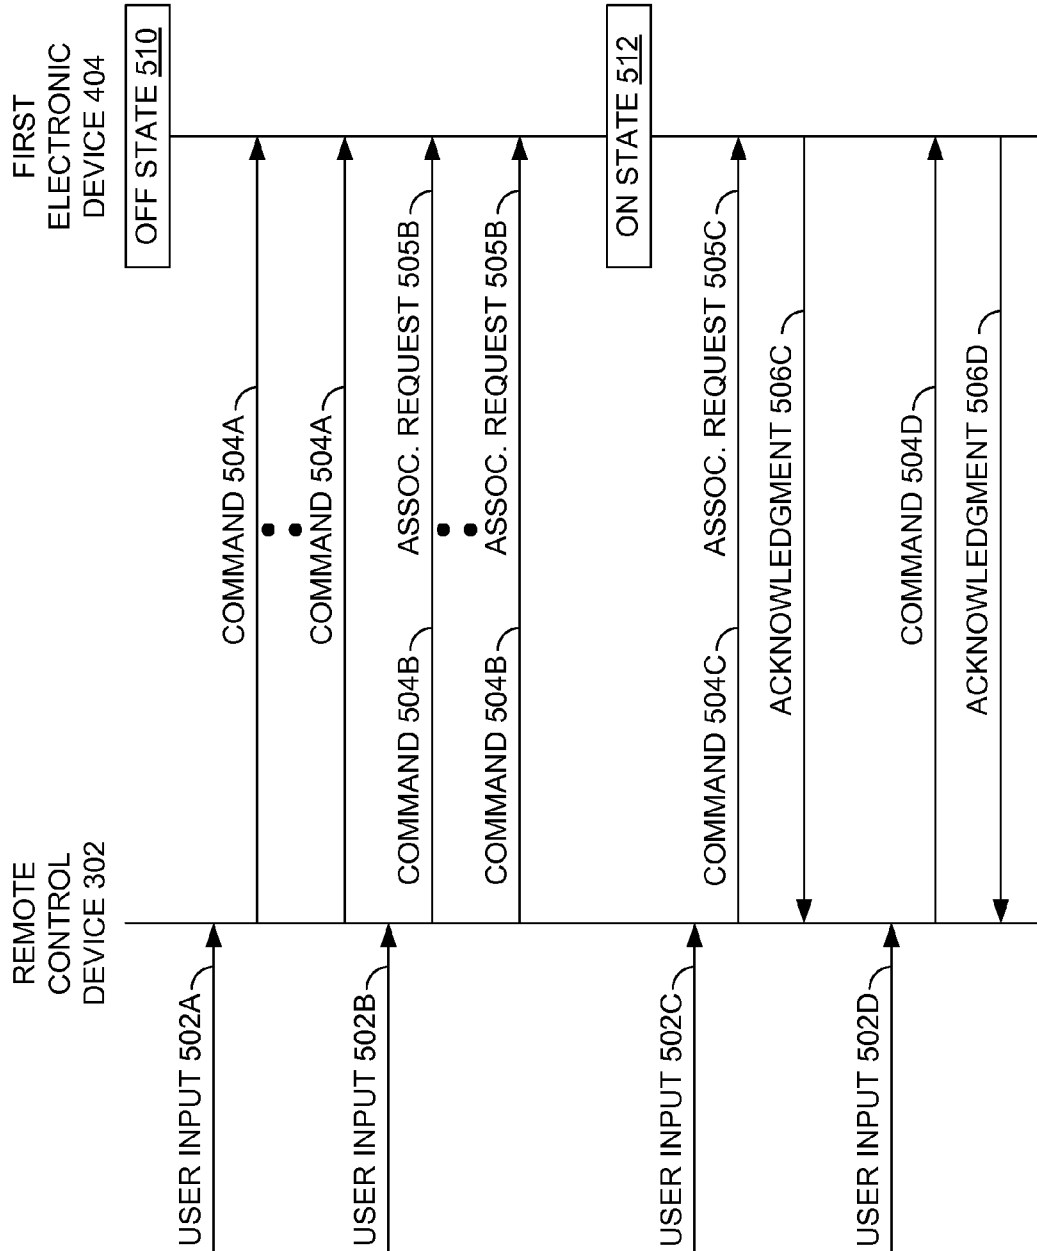 REMOTE
CONTROL
DEVICE 302
FIRST
ELECTRONIC
DEVICE 404
OFF STATE 510
USER INPUT 502A
COMMAND 504A
COMMAND 504A
USER INPUT 502B
COMMAND 504B
ASSOC. REQUEST 505B
COMMAND 504B
ASSOC. REQUEST 505B
ON STATE 512
USER INPUT 502C
COMMAND 504C
ASSOC. REQUEST 505C
ACKNOWLEDGMENT 506C
USER INPUT 502D
COMMAND 504D
ACKNOWLEDGMENT 506D